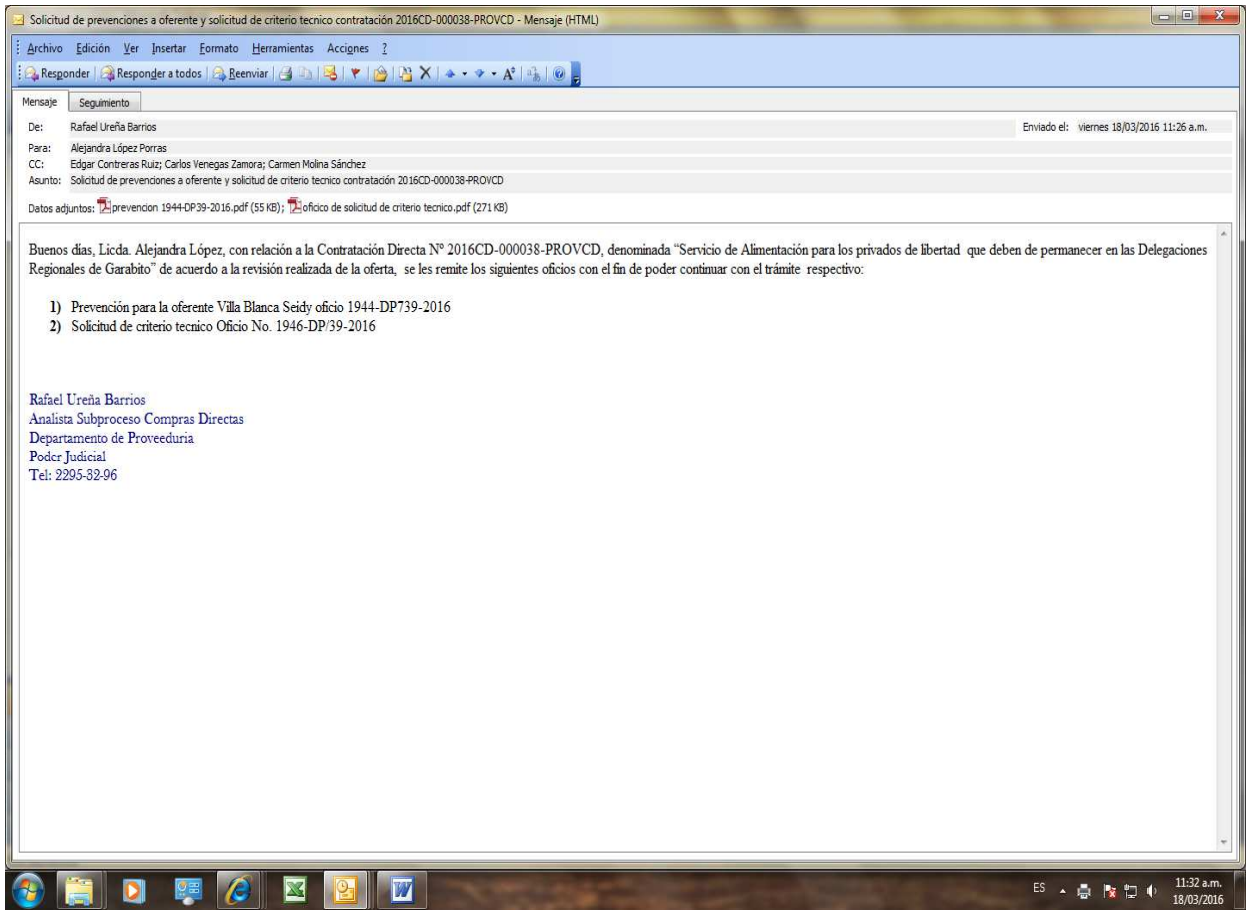 Solicitud de prevenciones a oferente y solicitud de criterio tecnico contratación 2016CD-000038-PROVCD - Mensaje (HTML)
Archivo Edición Ver Insertar Formato Herramientas Acciones ?
Responder Responder a todos Reenviar
Mensaje Seguimiento
De: Rafael Ureña Barrios Enviado el: viernes 18/03/2016 11:26 a.m.
Para: Alejandra López Porras
CC: Edgar Contreras Ruiz; Carlos Venegas Zamora; Carmen Molina Sánchez
Asunto: Solicitud de prevenciones a oferente y solicitud de criterio tecnico contratación 2016CD-000038-PROVCD
Datos adjuntos: prevencion 1944-DP39-2016.pdf (55 KB); oficico de solicitud de criterio tecnico.pdf (271 KB)
Buenos días, Licda. Alejandra López, con relación a la Contratación Directa Nº 2016CD-000038-PROVCD, denominada “Servicio de Alimentación para los privados de libertad que deben de permanecer en las Delegaciones
Regionales de Garabito” de acuerdo a la revisión realizada de la oferta, se les remite los siguientes oficios con el fin de poder continuar con el trámite respectivo:
1) Prevención para la oferente Villa Blanca Seidy oficio 1944-DP739-2016
2) Solicitud de criterio tecnico Oficio No. 1946-DP/39-2016
Rafael Ureña Barrios
Analista Subproceso Compras Directas
Departamento de Proveeduria
Poder Judicial
Tel: 2295-32-96
ES 11:32 a.m.
18/03/2016